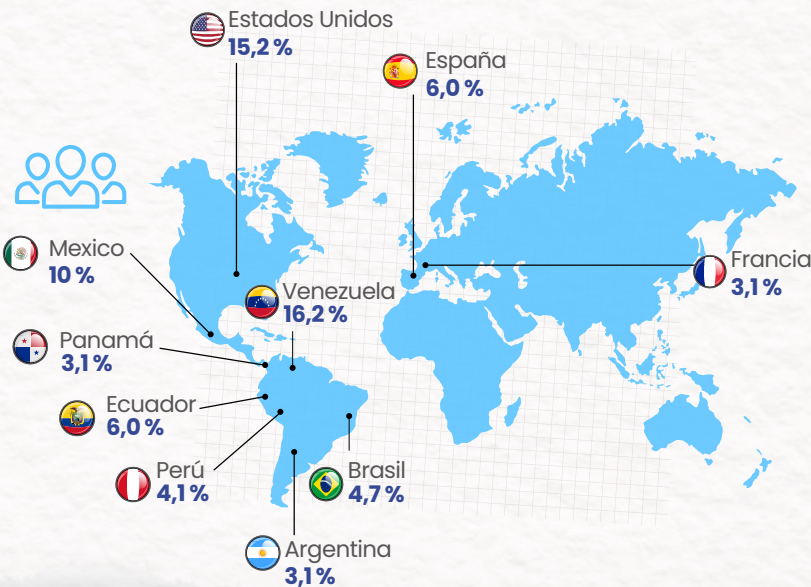 Estados Unidos
15,2 %
España
6,0 %
Mexico
10 %
Venezuela
16,2 %
Francia
3,1 %
Panamá
3,1 %
Ecuador
6,0 %
Perú
4,1 %
Brasil
4,7 %
Argentina
3,1 %